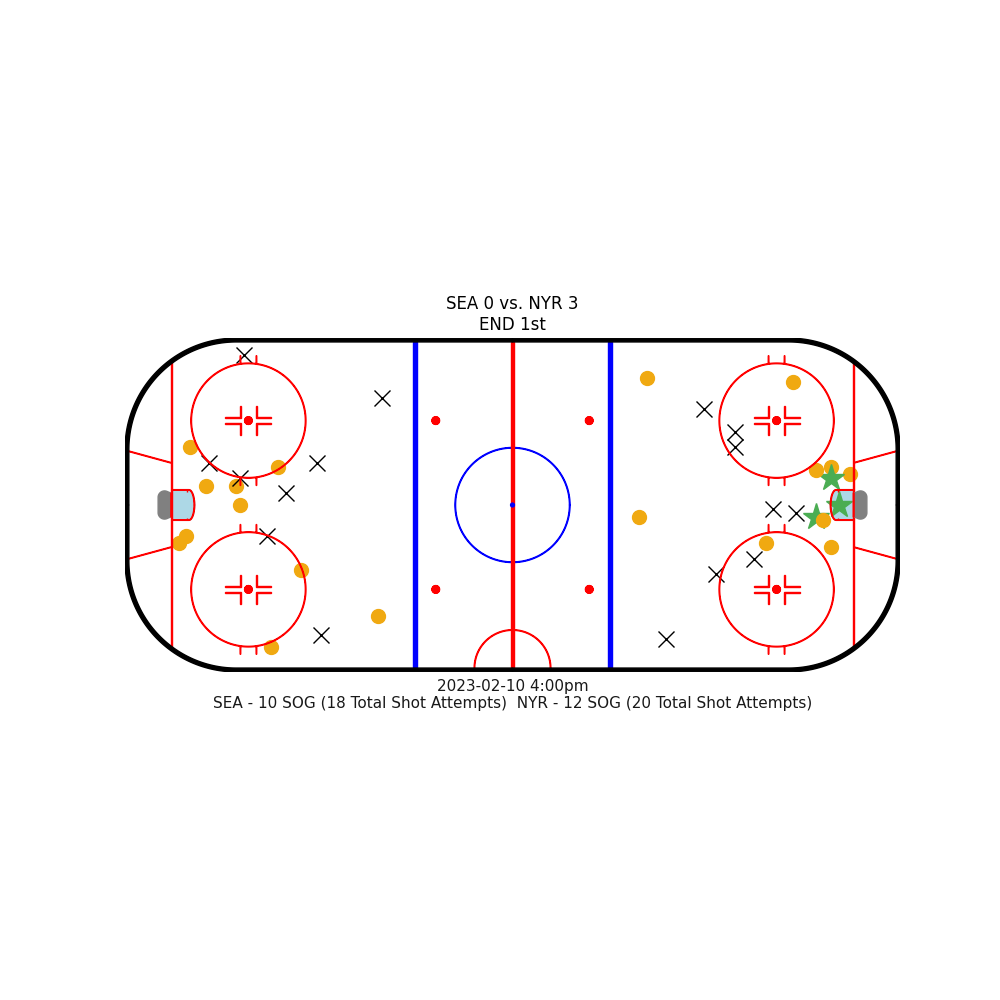 SEA 0 vs. NYR 3
END 1st
2023-02-10 4:00pm
SEA - 10 SOG (18 Total Shot Attempts)  NYR - 12 SOG (20 Total Shot Attempts)